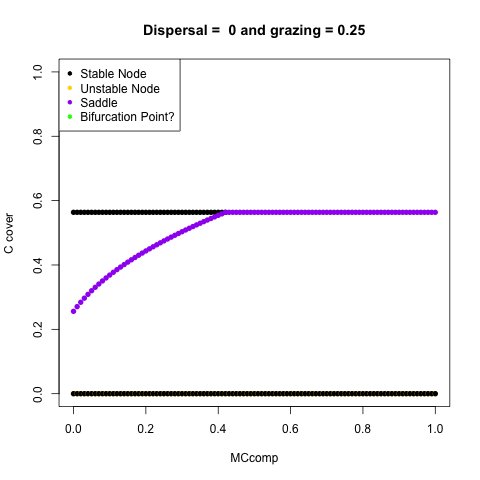 Dispersal =  0 and grazing = 0.25
Stable Node
Unstable Node
Saddle
Bifurcation Point?
C cover
1.0
0.8
0.6
0.4
0.2
0.0
0.0 0.2 0.4 0.6 0.8 1.0
MCcomp